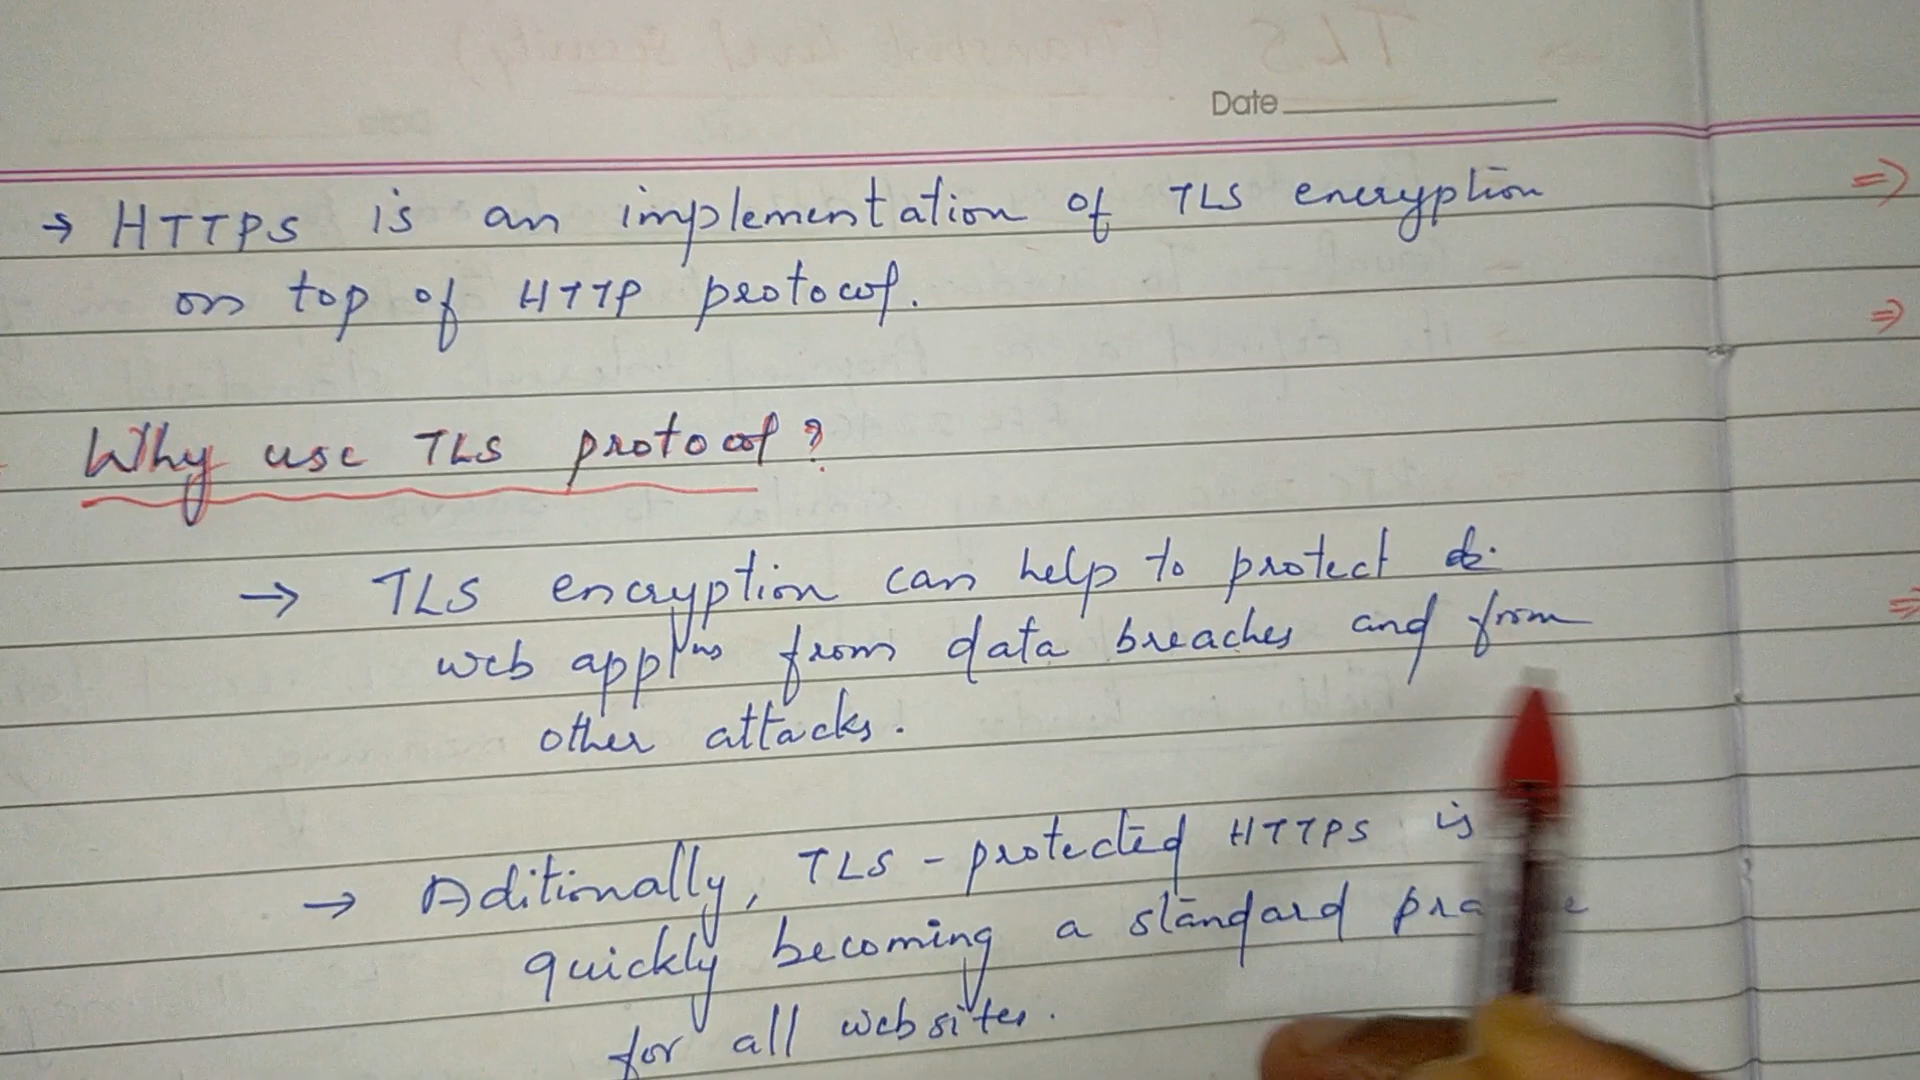 Date
→ HTTPS is an implementation of TLS encryption
on top of HTTP protocol.
Why use TLS protocol?
→ TLS encryption can help to protect
web appl^ns from data breaches and from
other attacks.
→ Aditionally, TLS-protected HTTPS is
quickly becoming a standard
for all websites.